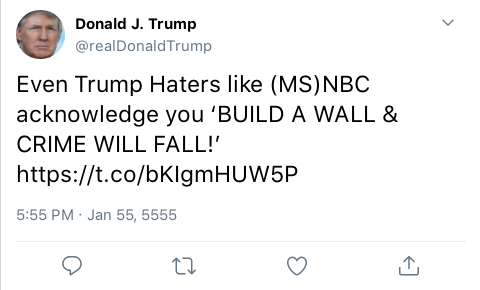 Donald J. Trump
@realDonaldTrump
Even Trump Haters like (MS)NBC
acknowledge you ‘BUILD A WALL &
CRIME WILL FALL!’
https://t.co/bKIgmHUW5P
5:55 PM · Jan 55, 5555